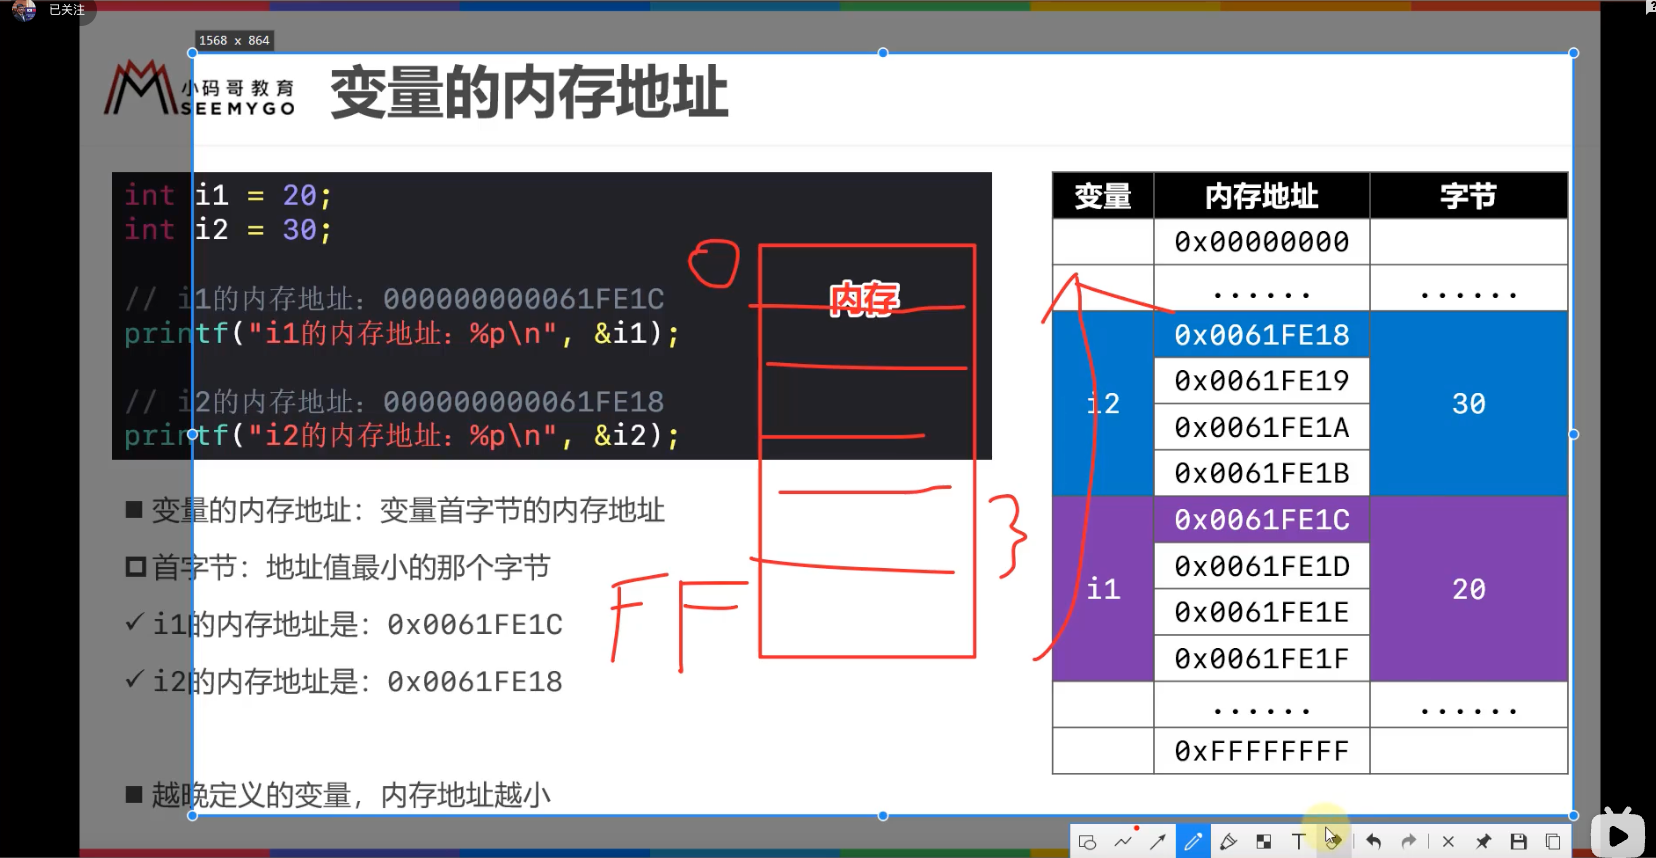 已关注
1568 x 864
小码哥教育
SEEMYGO
变量的内存地址
int i1 = 20;
int i2 = 30;
// i1的内存地址：000000000061FE1C
printf("i1的内存地址：%p\n", &i1);
// i2的内存地址：000000000061FE18
printf("i2的内存地址：%p\n", &i2);
内存
FF
■ 变量的内存地址：变量首字节的内存地址
首字节：地址值最小的那个字节
✓ i1的内存地址是：0x0061FE1C
✓ i2的内存地址是：0x0061FE18
■ 越晚定义的变量，内存地址越小
变量 内存地址 字节
0x00000000
...... ......
0x0061FE18
0x0061FE19
i2 30
0x0061FE1A
0x0061FE1B
0x0061FE1C
0x0061FE1D
i1 20
0x0061FE1E
0x0061FE1F
...... ......
0xFFFFFFFF